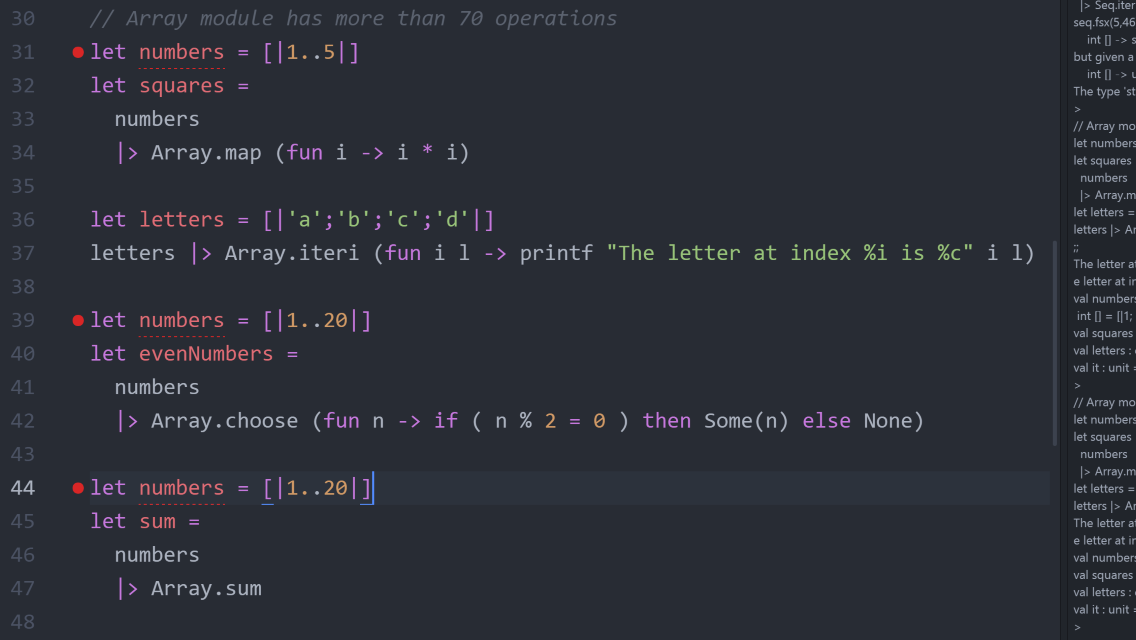 30 // Array module has more than 70 operations
31 let numbers = [|1..5|]
32 let squares =
33 numbers
34 |> Array.map (fun i -> i * i)
35
36 let letters = [|'a';'b';'c';'d'|]
37 letters |> Array.iteri (fun i l -> printf "The letter at index %i is %c" i l)
38
39 let numbers = [|1..20|]
40 let evenNumbers =
41 numbers
42 |> Array.choose (fun n -> if ( n % 2 = 0 ) then Some(n) else None)
43
44 let numbers = [|1..20|]
45 let sum =
46 numbers
47 |> Array.sum
48
|> Seq.iter
seq.fsx(5,46
int [] -> s
but given a
int [] -> u
The type 'st
>
// Array mo
let numbers
let squares
numbers
|> Array.m
let letters =
letters |> Ar
;;
The letter at
e letter at in
val numbers
int [] = [|1;
val squares
val letters :
val it : unit =
>
// Array mo
let numbers
let squares
numbers
|> Array.m
let letters =
letters |> Ar
The letter at
e letter at in
val numbers
val squares
val letters :
val it : unit =
>